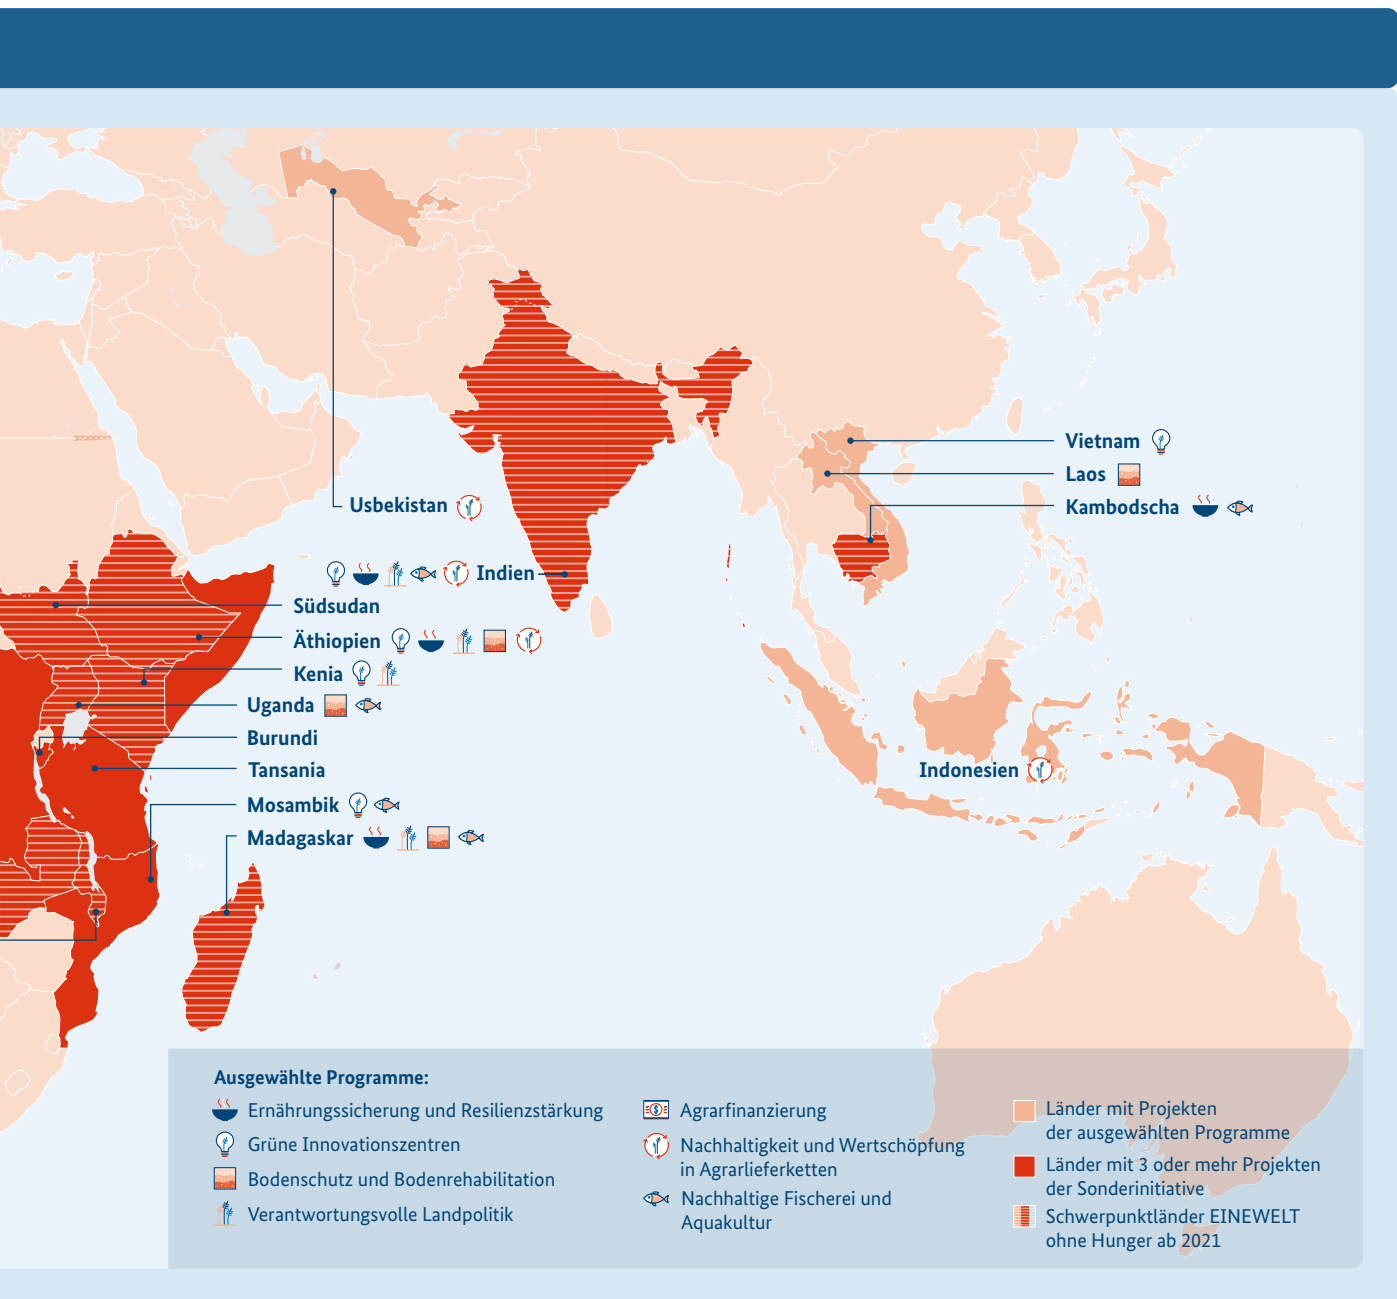 Vietnam
Laos
Kambodscha
Usbekistan
Indien
Südsudan
Äthiopien
Kenia
Uganda
Burundi
Tansania
Indonesien
Mosambik
Madagaskar
Ausgewählte Programme:
Ernährungssicherung und Resilienzstärkung
Grüne Innovationszentren
Bodenschutz und Bodenrehabilitation
Verantwortungsvolle Landpolitik
Agrarfinanzierung
Nachhaltigkeit und Wertschöpfung
in Agrarlieferketten
Nachhaltige Fischerei und
Aquakultur
Länder mit Projekten
der ausgewählten Programme
Länder mit 3 oder mehr Projekten
der Sonderinitiative
Schwerpunktländer EINEWELT
ohne Hunger ab 2021